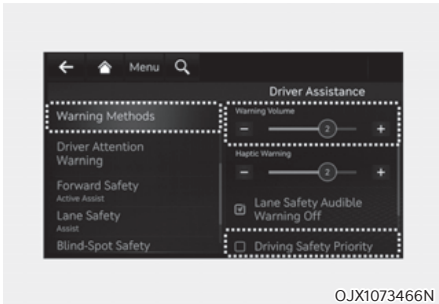 Menu
Driver Assistance
Warning Methods
Driver Attention
Warning
Forward Safety
Active Assist
Lane Safety
Assist
Blind-Spot Safety
Warning Volume
− 2 +
Haptic Warning
− 2 +
Lane Safety Audible
Warning Off
Driving Safety Priority
OJX1073466N